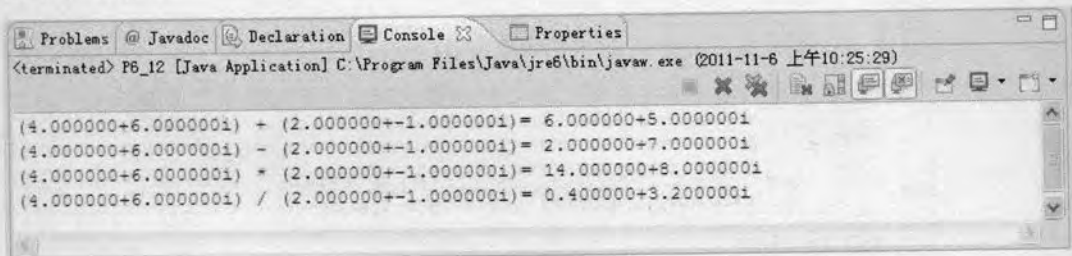 Problems @ Javadoc Declaration Console Properties
<terminated> P6_12 [Java Application] C:\Program Files\Java\jre6\bin\javaw.exe (2011-11-6 上午10:25:29)
(4.000000+6.000000i) + (2.000000+-1.000000i)= 6.000000+5.000000i
(4.000000+6.000000i) - (2.000000+-1.000000i)= 2.000000+7.000000i
(4.000000+6.000000i) * (2.000000+-1.000000i)= 14.000000+8.000000i
(4.000000+6.000000i) / (2.000000+-1.000000i)= 0.400000+3.200000i